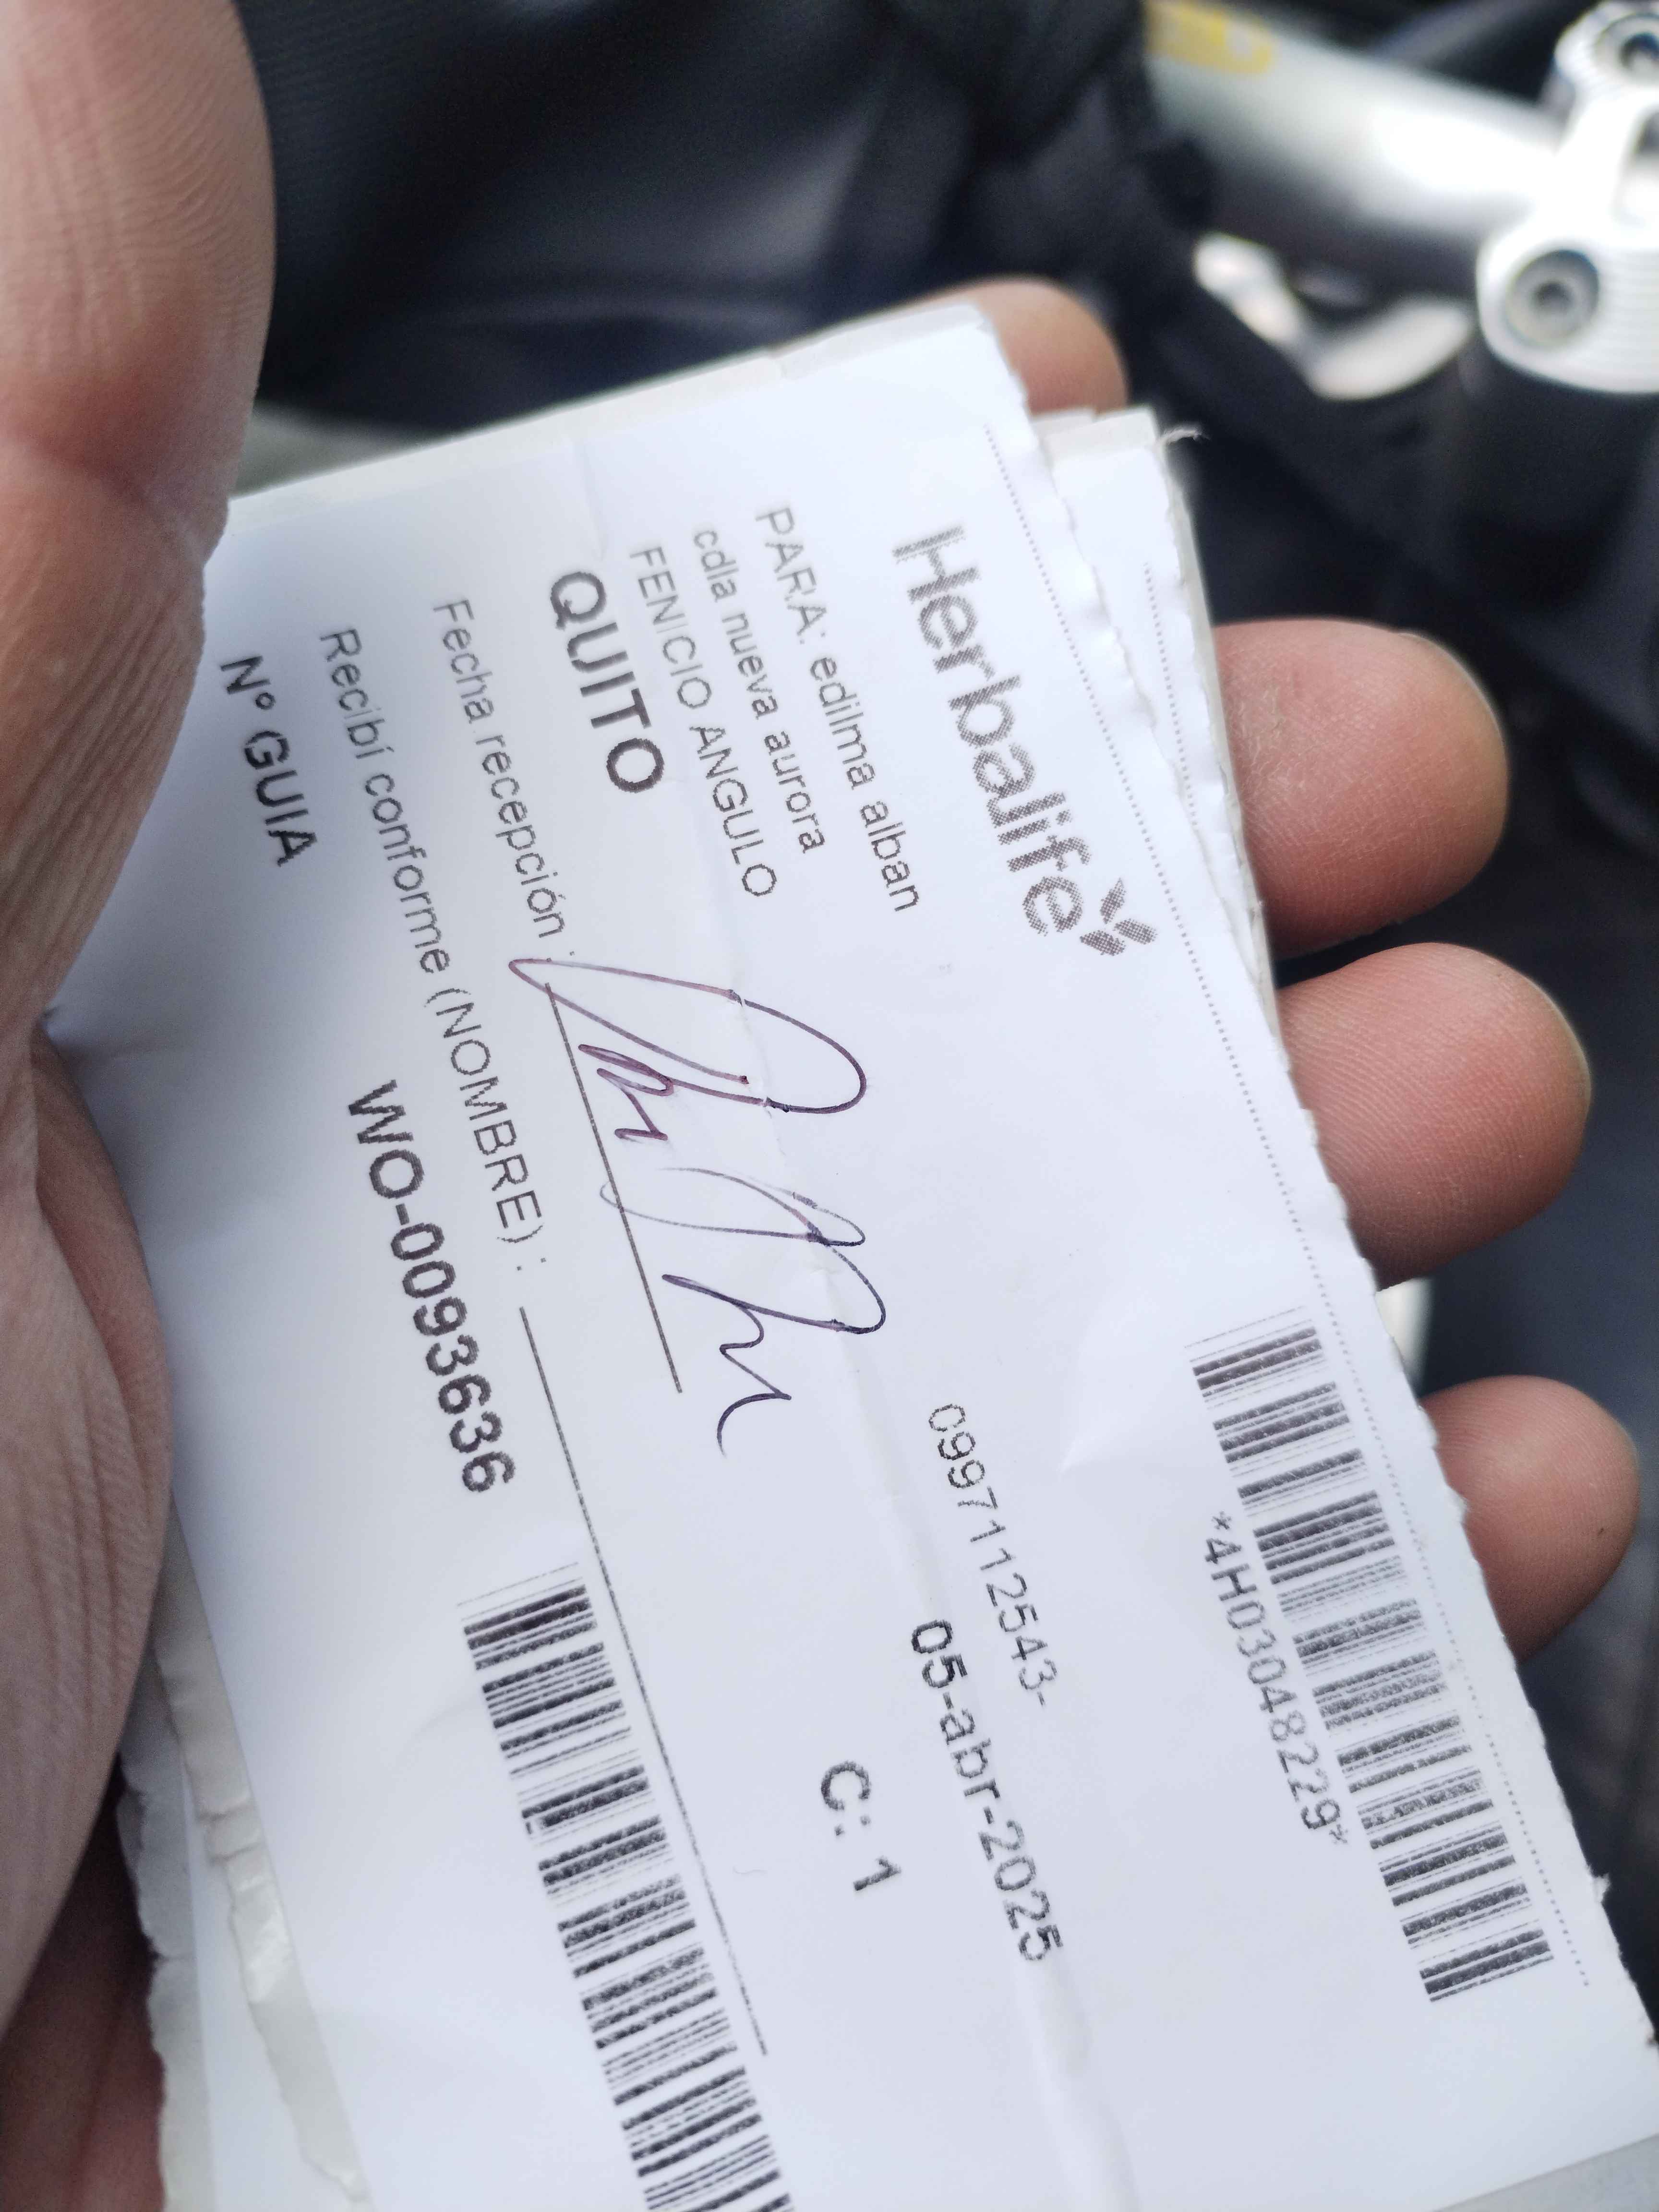 Herbalife
*4H03048229*
PARA: edilma alban
0997112543-
cdla nueva aurora
05-abr-2025
FENICIO ANGULO
QUITO
C: 1
Fecha recepción :
Recibí conforme (NOMBRE) :
Nº GUIA
WO-0093636